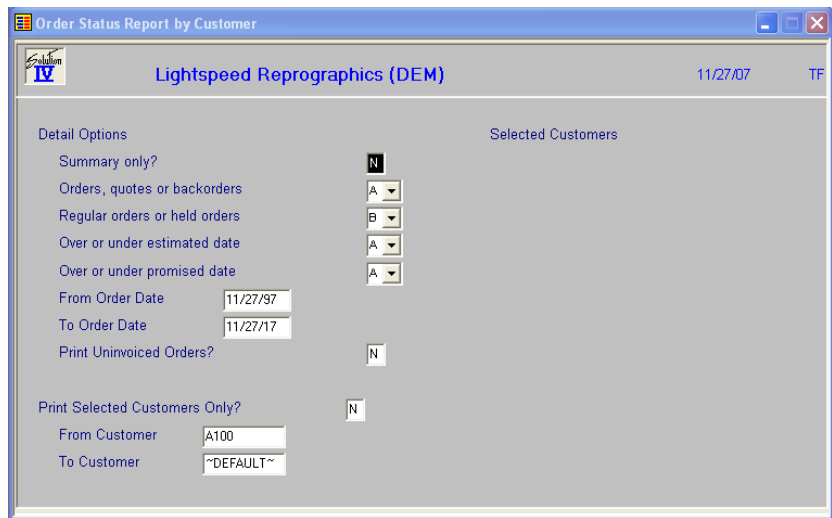 Order Status Report by Customer
Solution
IV
Lightspeed Reprographics (DEM) 11/27/07 TF
Detail Options Selected Customers
Summary only? N
Orders, quotes or backorders A
Regular orders or held orders B
Over or under estimated date A
Over or under promised date A
From Order Date 11/27/97
To Order Date 11/27/17
Print Uninvoiced Orders? N
Print Selected Customers Only? N
From Customer A100
To Customer ~DEFAULT~